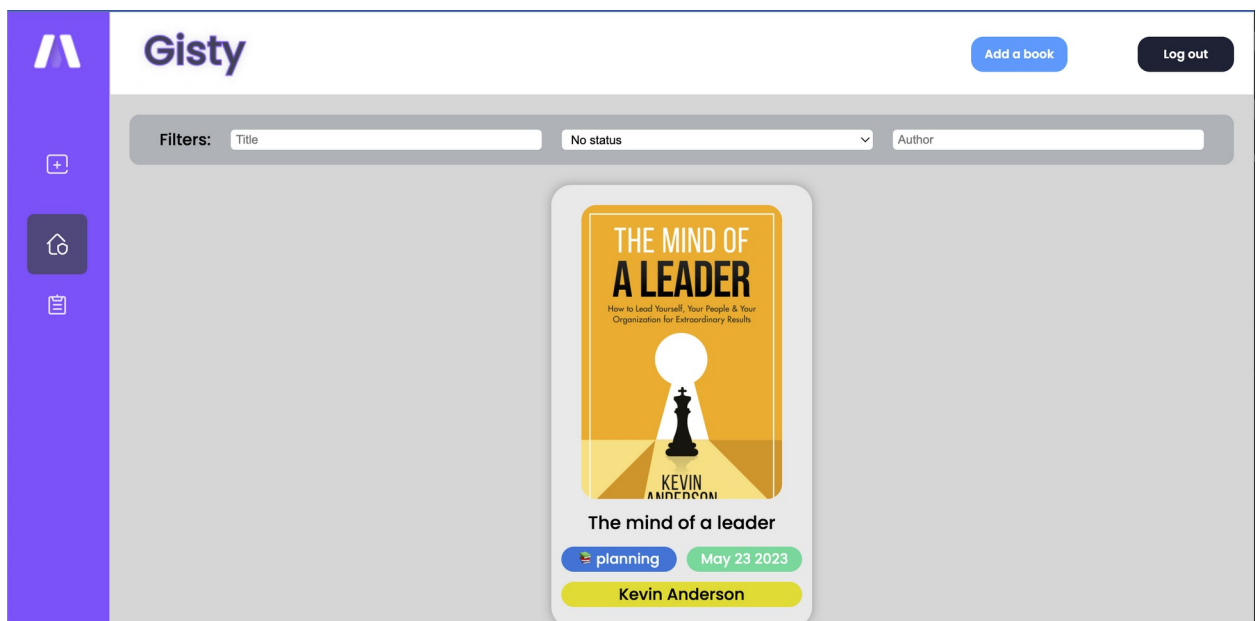 Gisty
Add a book
Log out
Filters:
Title
No status
Author
THE MIND OF
A LEADER
How to Lead Yourself, Your People & Your
Organization for Extraordinary Results
KEVIN
ANDERSON
The mind of a leader
📚 planning
May 23 2023
Kevin Anderson